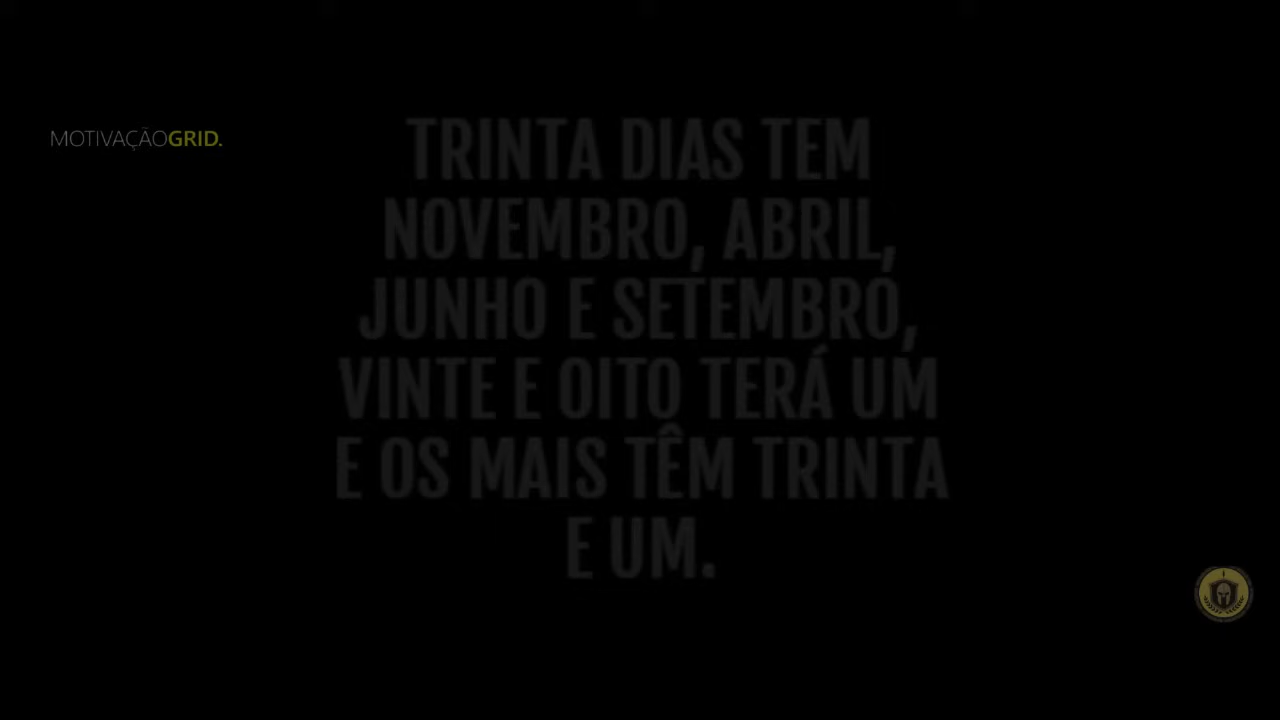 MOTIVAÇÃOGRID.
TRINTA DIAS TEM
NOVEMBRO, ABRIL,
JUNHO E SETEMBRO,
VINTE E OITO TERÁ UM
E OS MAIS TÊM TRINTA
E UM.